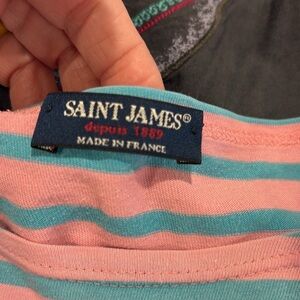 SAINT JAMES®
depuis 1889
MADE IN FRANCE